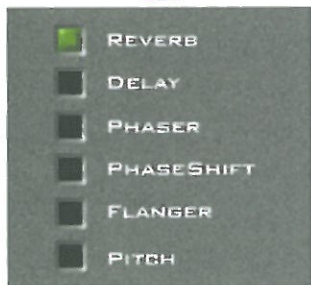 REVERB
DELAY
PHASER
PHASESHIFT
FLANGER
PITCH